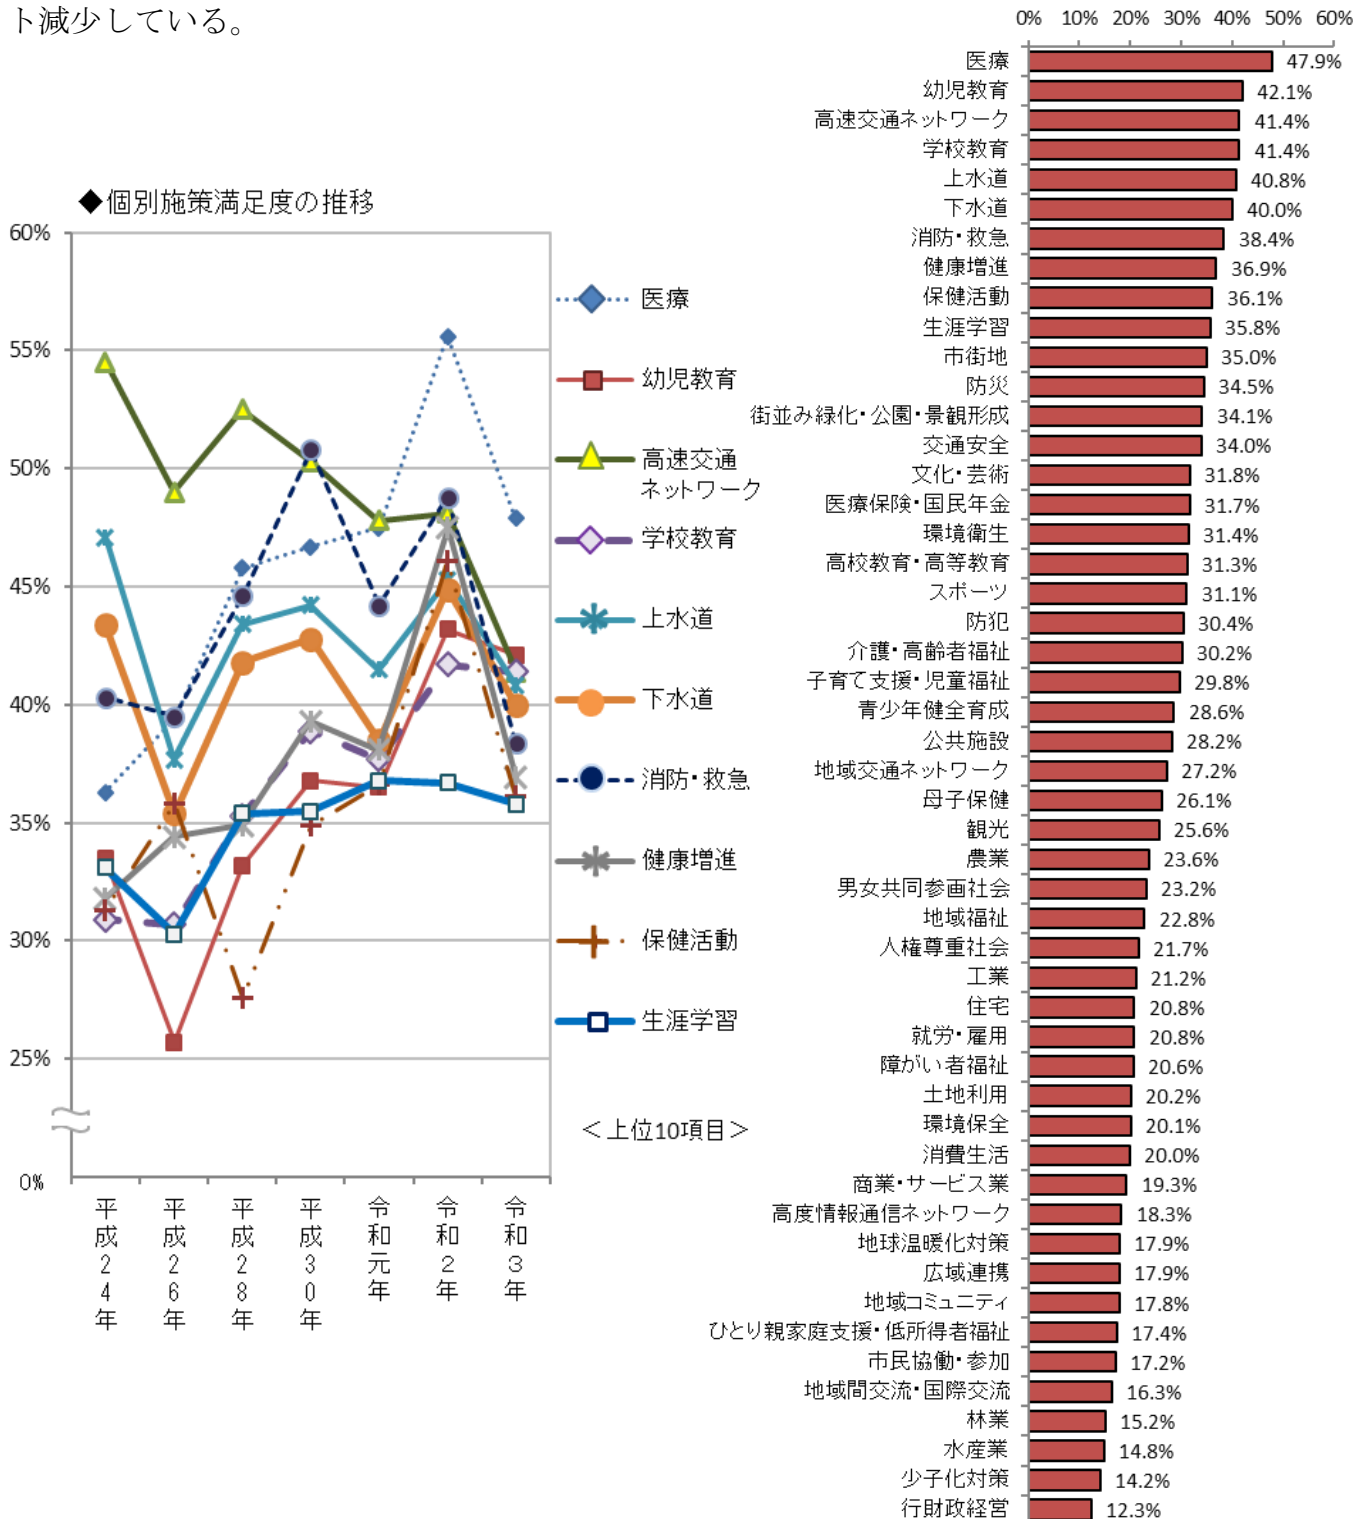 ト減少している。
◆個別施策満足度の推移
60%
55%
50%
45%
40%
35%
30%
25%
0%
平成24年
平成26年
平成28年
平成30年
令和元年
令和2年
令和3年
医療
幼児教育
高速交通
ネットワーク
学校教育
上水道
下水道
消防・救急
健康増進
保健活動
生涯学習
＜上位10項目＞
0% 10% 20% 30% 40% 50% 60%
医療 47.9%
幼児教育 42.1%
高速交通ネットワーク 41.4%
学校教育 41.4%
上水道 40.8%
下水道 40.0%
消防・救急 38.4%
健康増進 36.9%
保健活動 36.1%
生涯学習 35.8%
市街地 35.0%
防災 34.5%
街並み緑化・公園・景観形成 34.1%
交通安全 34.0%
文化・芸術 31.8%
医療保険・国民年金 31.7%
環境衛生 31.4%
高校教育・高等教育 31.3%
スポーツ 31.1%
防犯 30.4%
介護・高齢者福祉 30.2%
子育て支援・児童福祉 29.8%
青少年健全育成 28.6%
公共施設 28.2%
地域交通ネットワーク 27.2%
母子保健 26.1%
観光 25.6%
農業 23.6%
男女共同参画社会 23.2%
地域福祉 22.8%
人権尊重社会 21.7%
工業 21.2%
住宅 20.8%
就労・雇用 20.8%
障がい者福祉 20.6%
土地利用 20.2%
環境保全 20.1%
消費生活 20.0%
商業・サービス業 19.3%
高度情報通信ネットワーク 18.3%
地球温暖化対策 17.9%
広域連携 17.9%
地域コミュニティ 17.8%
ひとり親家庭支援・低所得者福祉 17.4%
市民協働・参加 17.2%
地域間交流・国際交流 16.3%
林業 15.2%
水産業 14.8%
少子化対策 14.2%
行財政経営 12.3%